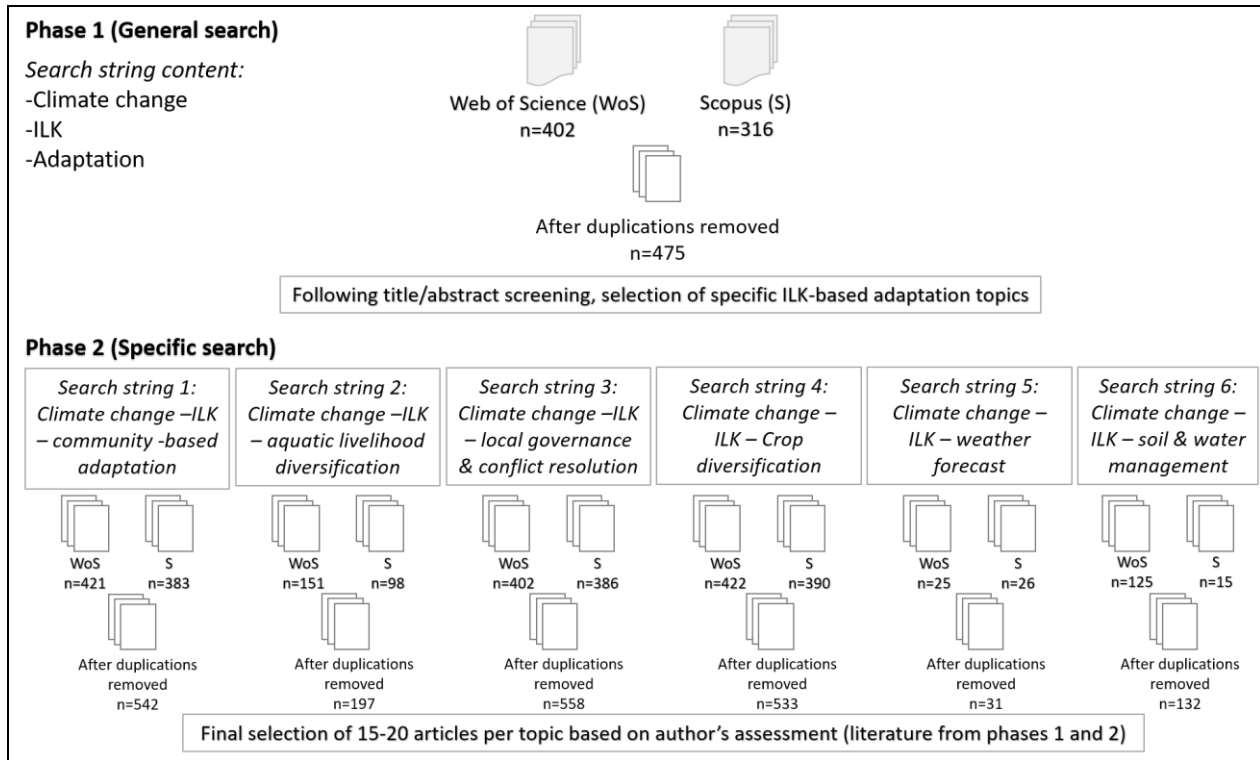 Phase 1 (General search)
Search string content:
-Climate change
-ILK
-Adaptation
Web of Science (WoS)
n=402
Scopus (S)
n=316
After duplications removed
n=475
Following title/abstract screening, selection of specific ILK-based adaptation topics
Phase 2 (Specific search)
Search string 1:
Climate change –ILK
– community -based
adaptation
WoS
n=421
S
n=383
After duplications
removed
n=542
Search string 2:
Climate change –ILK
– aquatic livelihood
diversification
WoS
n=151
S
n=98
After duplications
removed
n=197
Search string 3:
Climate change –ILK
– local governance
& conflict resolution
WoS
n=402
S
n=386
After duplications
removed
n=558
Search string 4:
Climate change –
ILK – Crop
diversification
WoS
n=422
S
n=390
After duplications
removed
n=533
Search string 5:
Climate change –
ILK – weather
forecast
WoS
n=25
S
n=26
After duplications
removed
n=31
Search string 6:
Climate change –
ILK – soil & water
management
WoS
n=125
S
n=15
After duplications
removed
n=132
Final selection of 15-20 articles per topic based on author’s assessment (literature from phases 1 and 2)